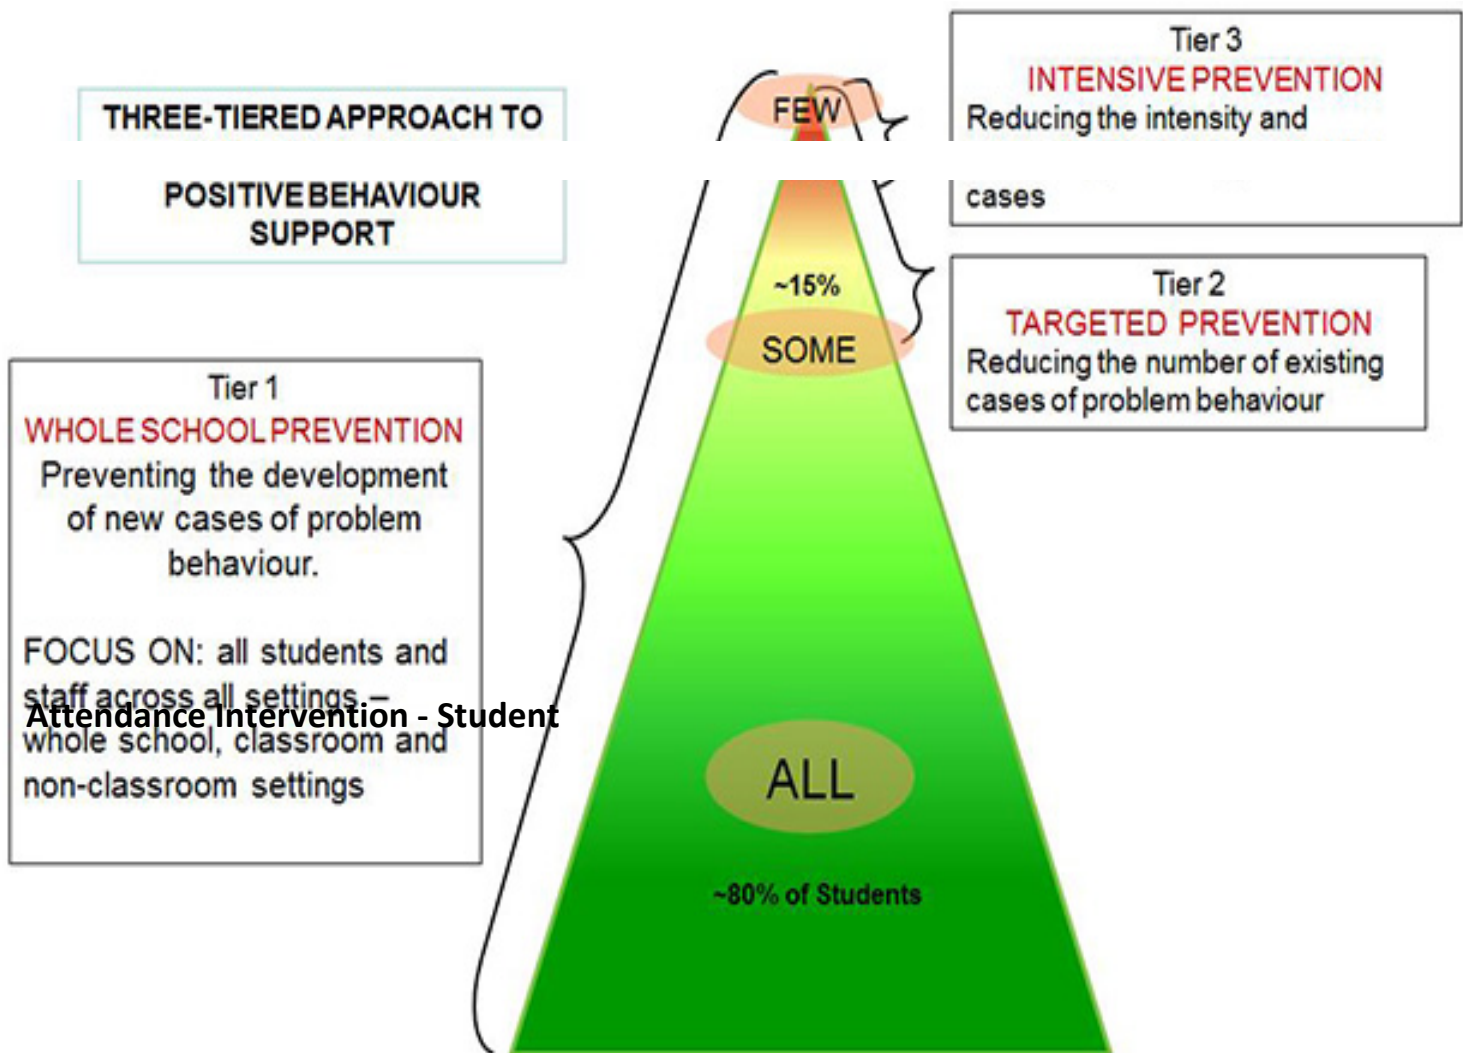 THREE-TIERED APPROACH TO
POSITIVE BEHAVIOUR
SUPPORT
FEW
Tier 3
INTENSIVE PREVENTION
Reducing the intensity and
cases
~15%
SOME
Tier 2
TARGETED PREVENTION
Reducing the number of existing
cases of problem behaviour
Tier 1
WHOLE SCHOOL PREVENTION
Preventing the development
of new cases of problem
behaviour.
FOCUS ON: all students and
staff across all settings –
Attendance Intervention - Student
whole school, classroom and
non-classroom settings
ALL
~80% of Students